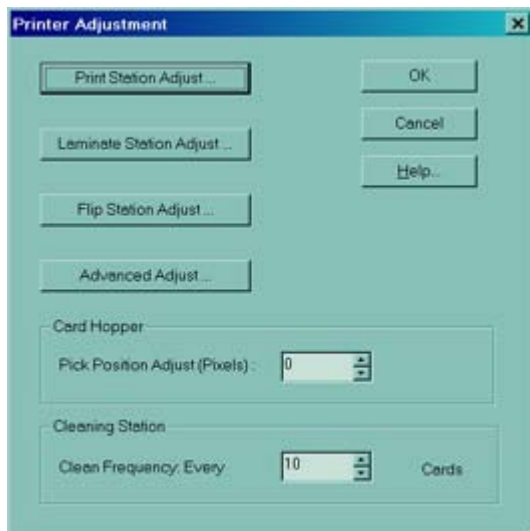 Printer Adjustment
Print Station Adjust ...
OK
Laminate Station Adjust ...
Cancel
Help...
Flip Station Adjust ...
Advanced Adjust ...
Card Hopper
Pick Position Adjust (Pixels) : 0
Cleaning Station
Clean Frequency: Every 10 Cards